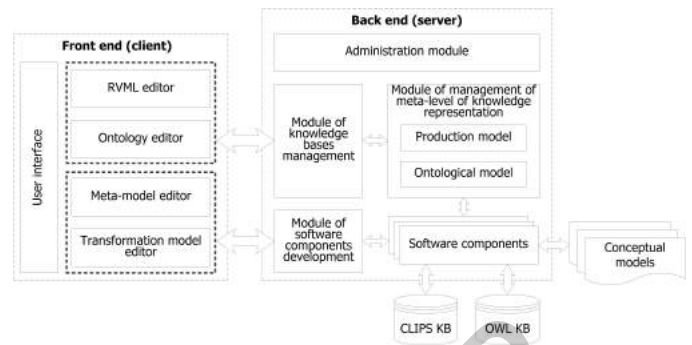 Back end (server)
Front end (client)
Administration module
User interface
RVML editor
Ontology editor
Meta-model editor
Transformation model
editor
Module of
knowledge
bases
management
Module of management of
meta-level of knowledge
representation
Production model
Ontological model
Module of
software
components
development
Software components
Conceptual
models
CLIPS KB
OWL KB